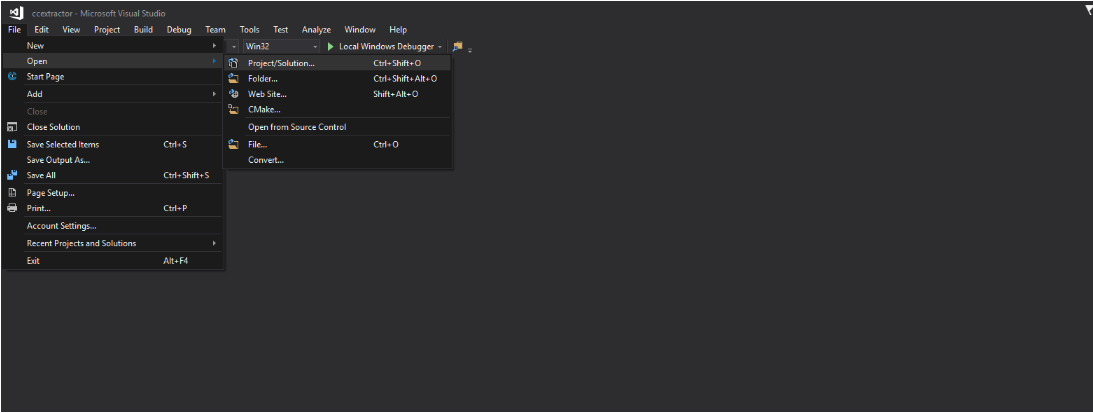 ccextractor - Microsoft Visual Studio
File Edit View Project Build Debug Team Tools Test Analyze Window Help
Win32 Local Windows Debugger
New
Open
Start Page
Add
Close
Close Solution
Save Selected Items Ctrl+S
Save Output As...
Save All Ctrl+Shift+S
Page Setup...
Print... Ctrl+P
Account Settings...
Recent Projects and Solutions
Exit Alt+F4
Project/Solution... Ctrl+Shift+O
Folder... Ctrl+Shift+Alt+O
Web Site... Shift+Alt+O
CMake...
Open from Source Control
File... Ctrl+O
Convert...